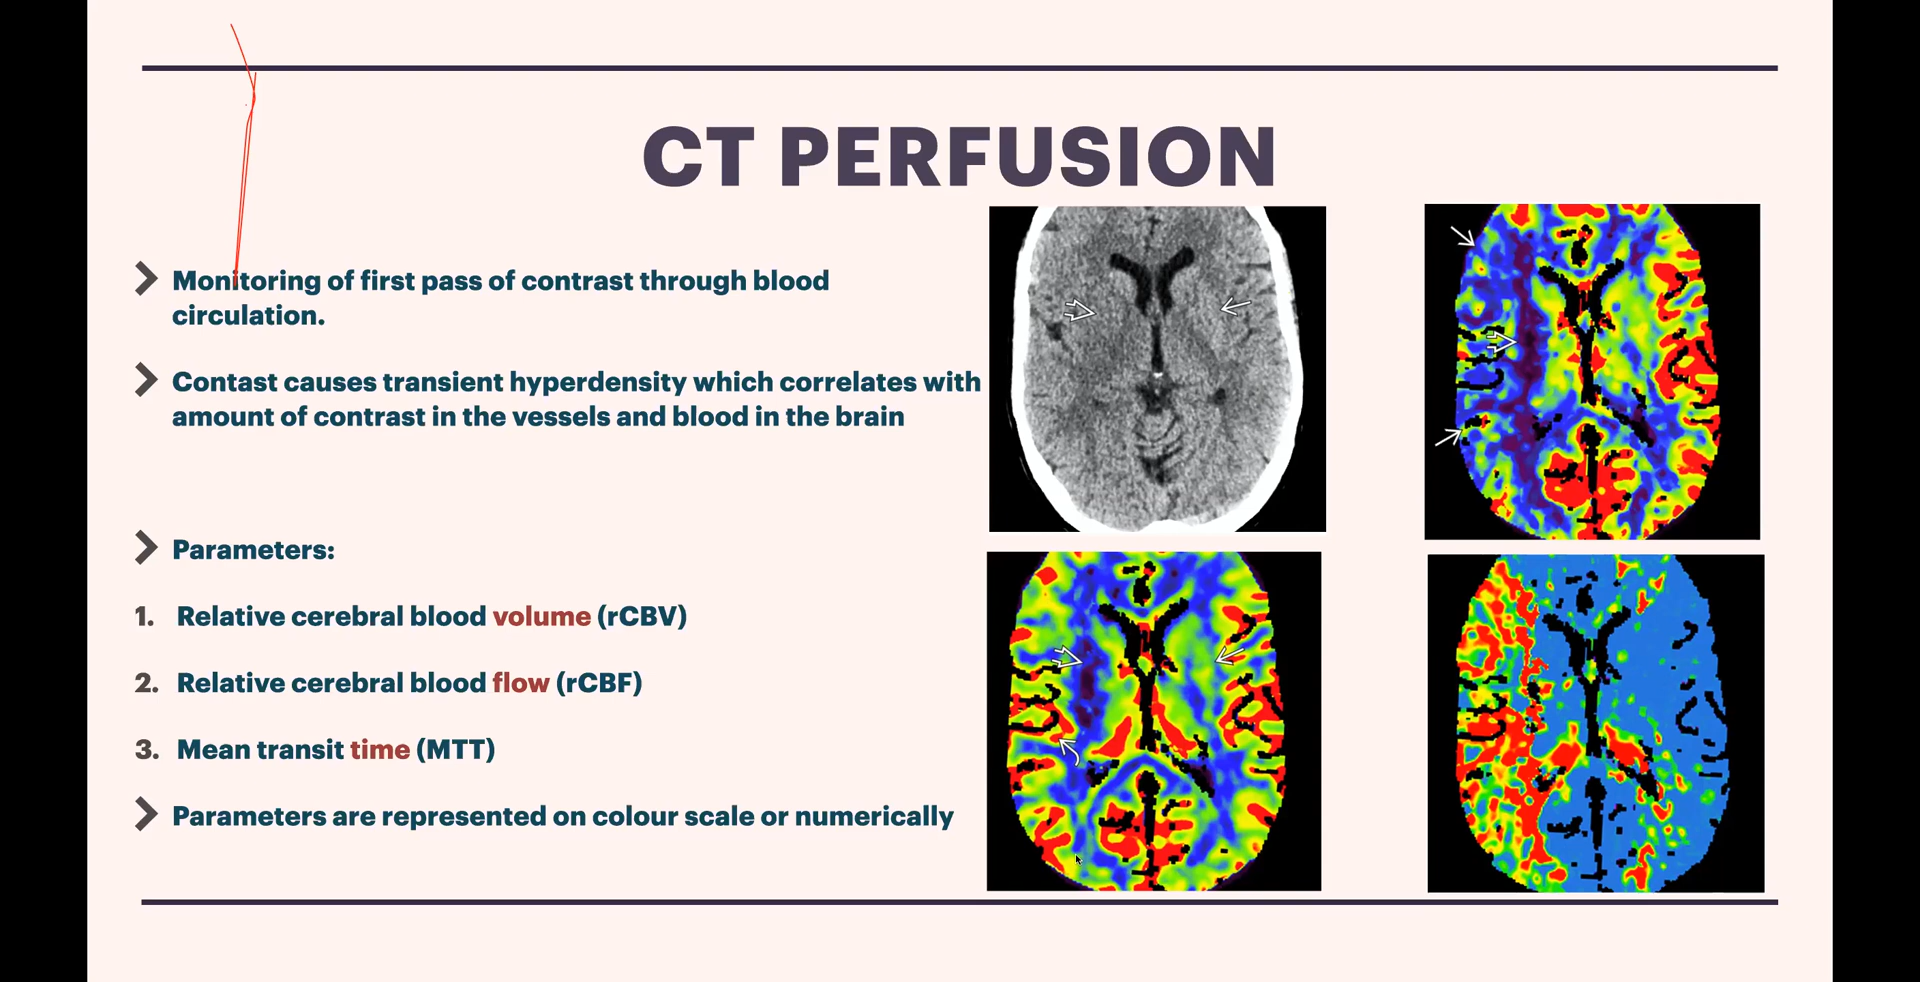 CT PERFUSION
Monitoring of first pass of contrast through blood
circulation.
Contast causes transient hyperdensity which correlates with
amount of contrast in the vessels and blood in the brain
Parameters:
1. Relative cerebral blood volume (rCBV)
2. Relative cerebral blood flow (rCBF)
3. Mean transit time (MTT)
Parameters are represented on colour scale or numerically